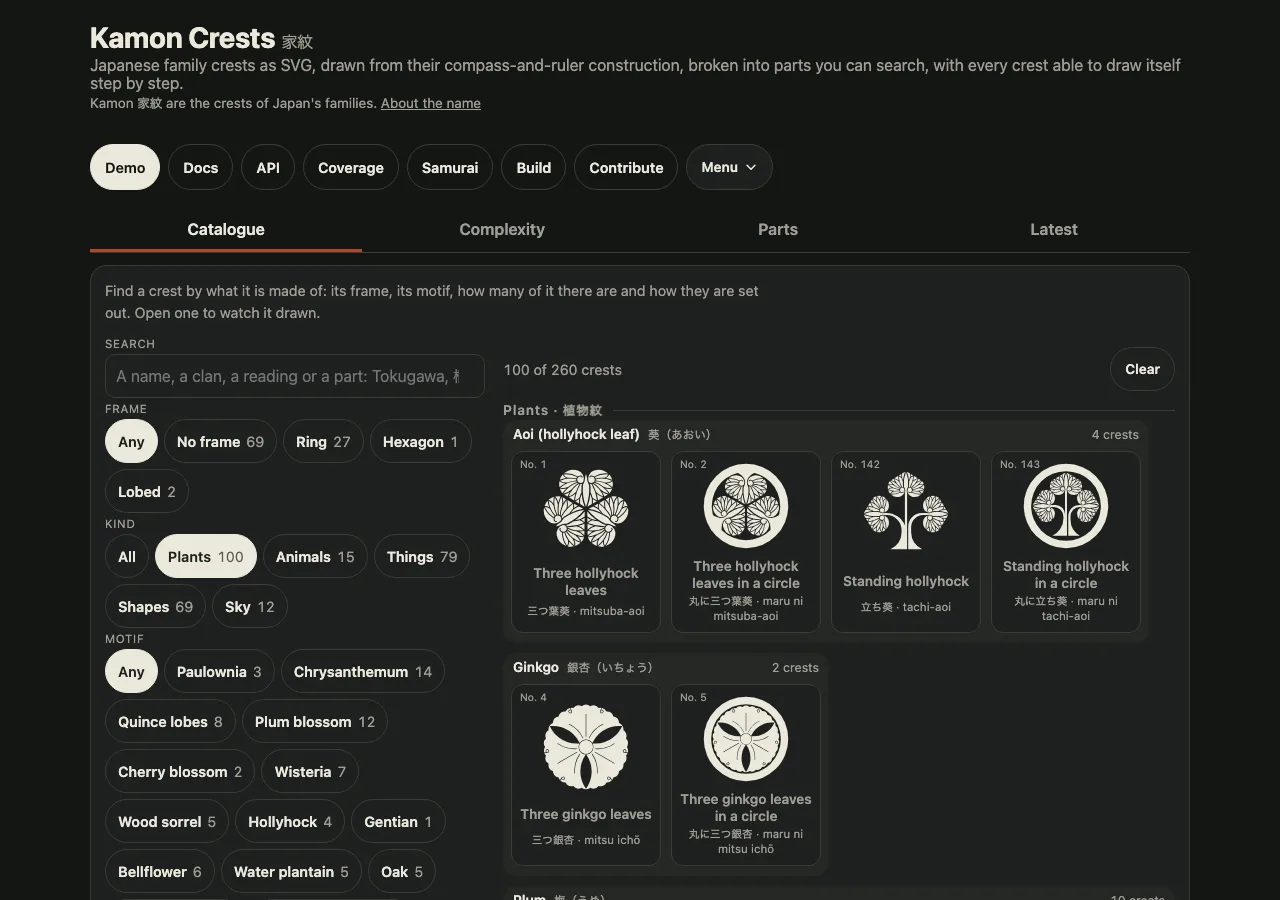 Kamon Crests 家紋
Japanese family crests as SVG, drawn from their compass-and-ruler construction, broken into parts you can search, with every crest able to draw itself
step by step.
Kamon 家紋 are the crests of Japan's families. About the name
Demo Docs API Coverage Samurai Build Contribute Menu
Catalogue Complexity Parts Latest
Find a crest by what it is made of: its frame, its motif, how many of it there are and how they are set
out. Open one to watch it drawn.
SEARCH
A name, a clan, a reading or a part: Tokugawa,
100 of 260 crests
Clear
FRAME
Any No frame 69 Ring 27 Hexagon 1
Lobed 2
KIND
All Plants 100 Animals 15 Things 79
Shapes 69 Sky 12
MOTIF
Any Paulownia 3 Chrysanthemum 14
Quince lobes 8 Plum blossom 12
Cherry blossom 2 Wisteria 7
Wood sorrel 5 Hollyhock 4 Gentian 1
Bellflower 6 Water plantain 5 Oak 5
Plants · 植物紋
Aoi (hollyhock leaf) 葵（あおい） 4 crests
No. 1
Three hollyhock
leaves
三つ葉葵 · mitsuba-aoi
No. 2
Three hollyhock
leaves in a circle
丸に三つ葉葵 · maru ni
mitsuba-aoi
No. 142
Standing hollyhock
立ち葵 · tachi-aoi
No. 143
Standing hollyhock
in a circle
丸に立ち葵 · maru ni
tachi-aoi
Ginkgo 銀杏（いちょう） 2 crests
No. 4
Three ginkgo leaves
三つ銀杏 · mitsu ichō
No. 5
Three ginkgo leaves
in a circle
丸に三つ銀杏 · maru ni
mitsu ichō
Plum 梅（うめ） 10 crests